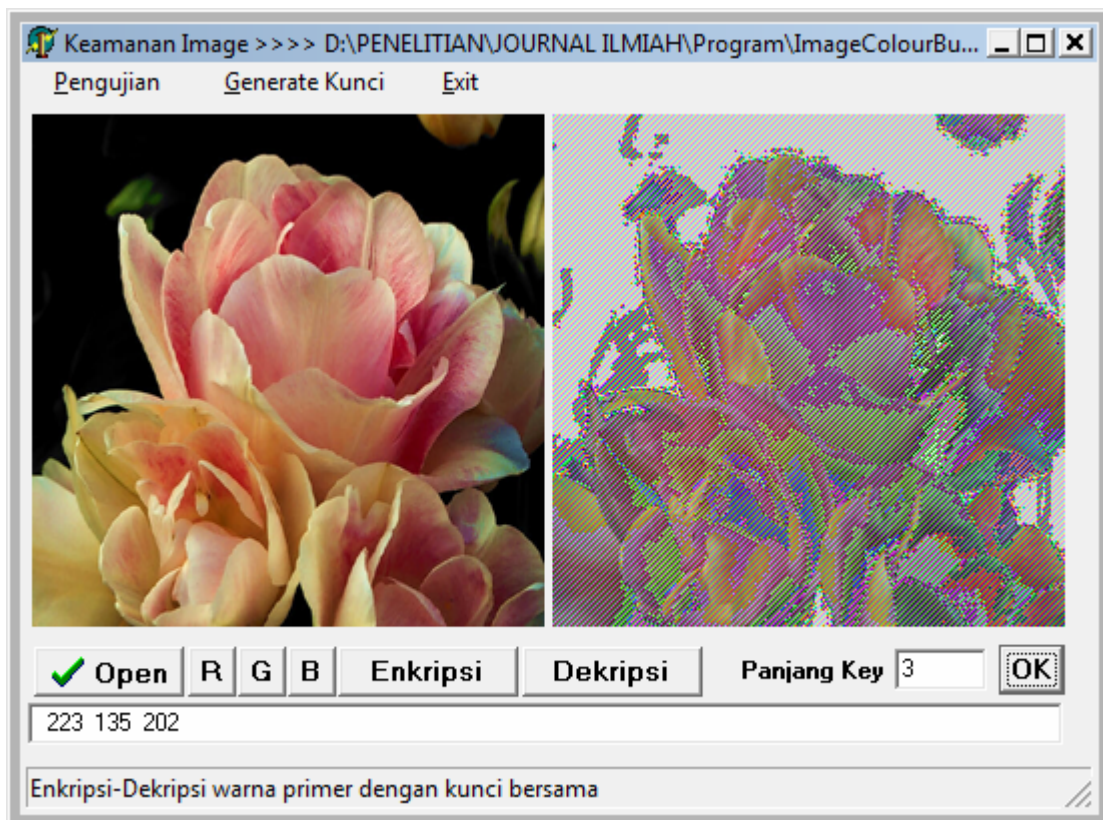 Keamanan Image >>>> D:\PENELITIAN\JOURNAL ILMIAH\Program\ImageColourBu...
Pengujian Generate Kunci Exit
Open R G B Enkripsi Dekripsi Panjang Key 3 OK
223 135 202
Enkripsi-Dekripsi warna primer dengan kunci bersama